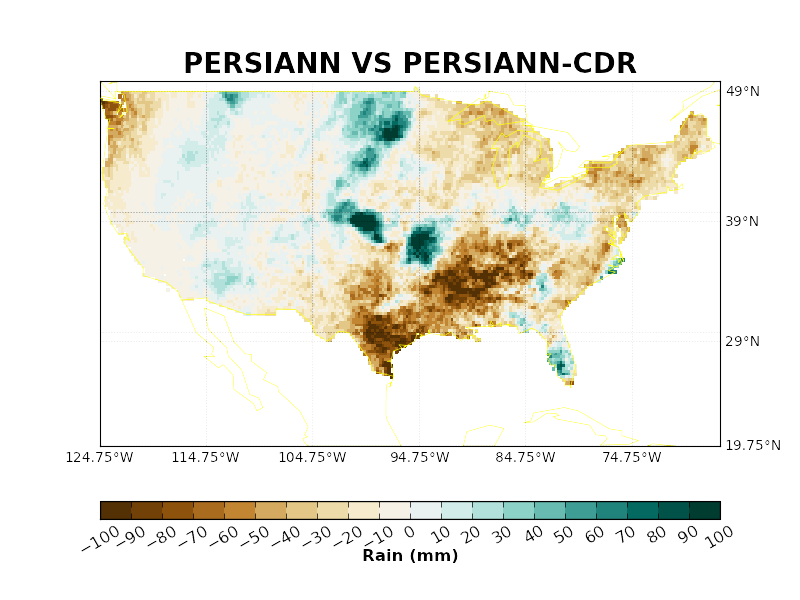 PERSIANN VS PERSIANN-CDR
49°N
39°N
29°N
19.75°N
124.75°W 114.75°W 104.75°W 94.75°W 84.75°W 74.75°W
−100 −90 −80 −70 −60 −50 −40 −30 −20 −10 0 10 20 30 40 50 60 70 80 90 100
Rain (mm)